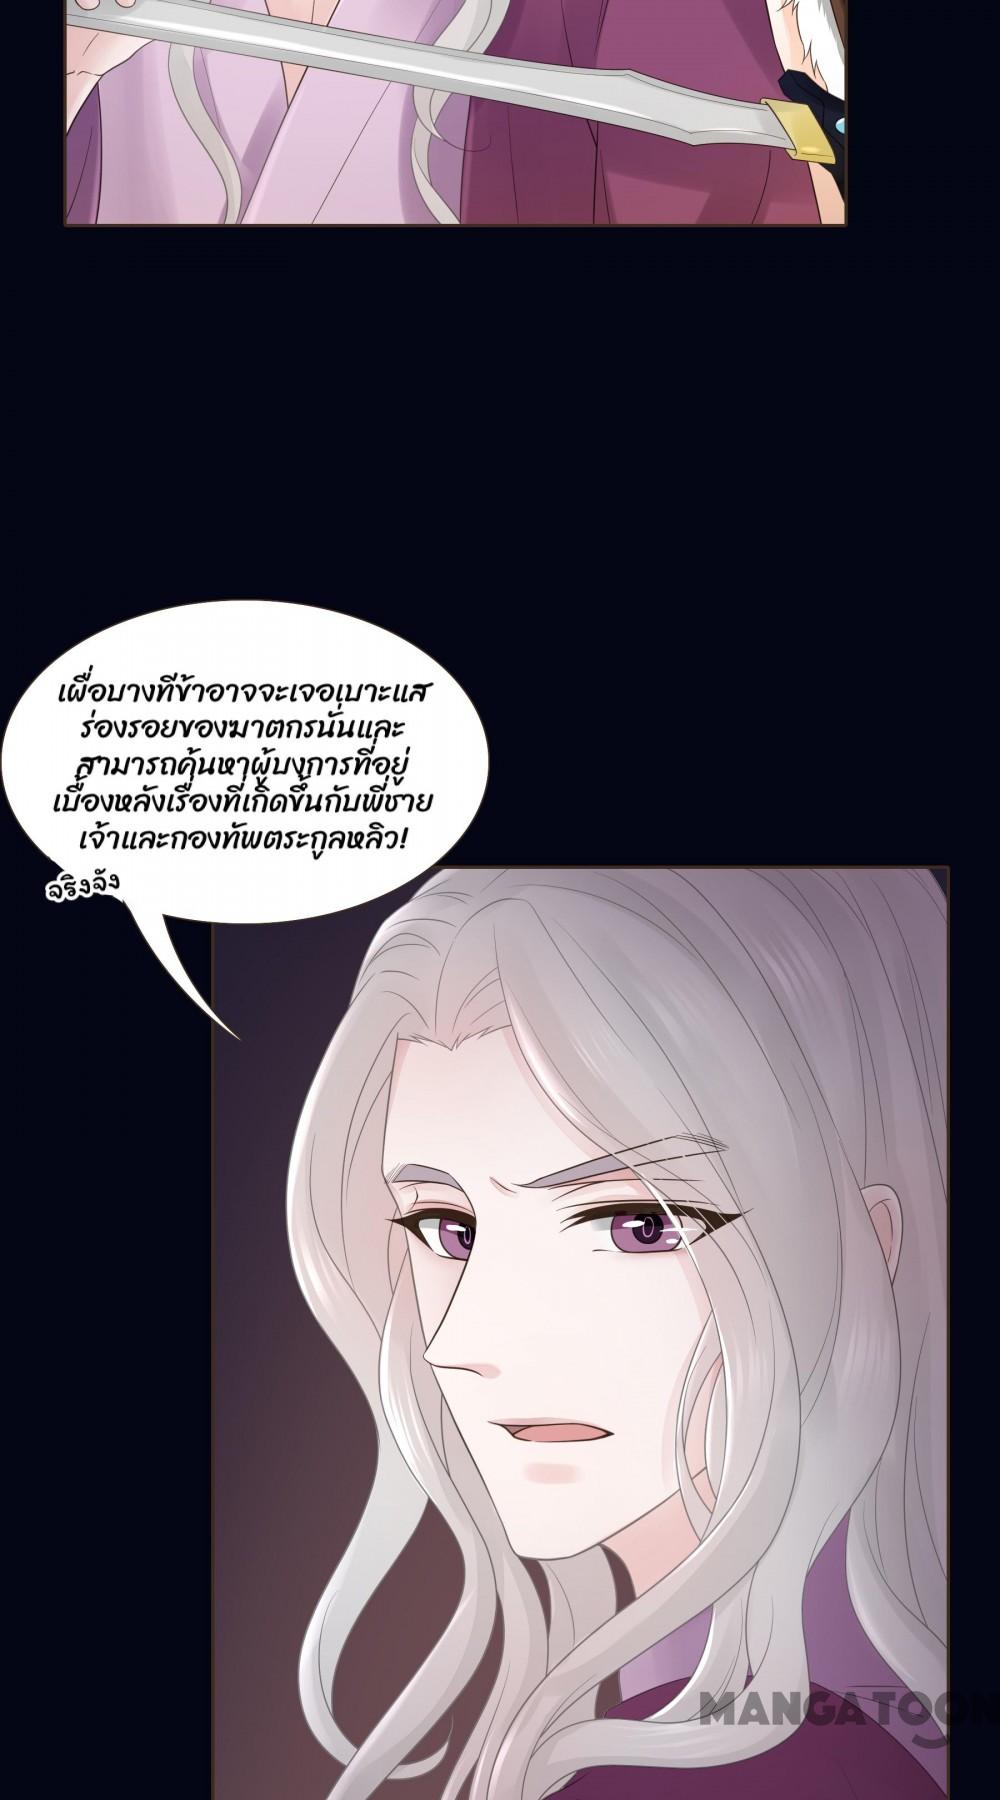 เผื่อบางทีข้าอาจจะเจอเบาะแส
ร่องรอยของฆาตกรนั่นและ
สามารถค้นหาผู้บงการที่อยู่
เบื้องหลังเรื่องที่เกิดขึ้นกับพี่ชาย
เจ้าและกองทัพตระกูลหลิว!
จริงจัง
MANGATOON